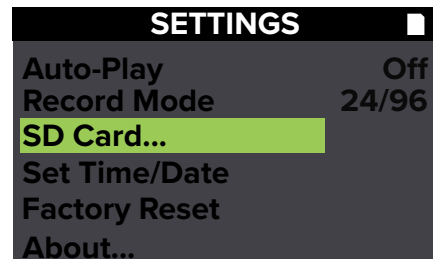 SETTINGS
Auto-Play Off
Record Mode 24/96
SD Card...
Set Time/Date
Factory Reset
About...